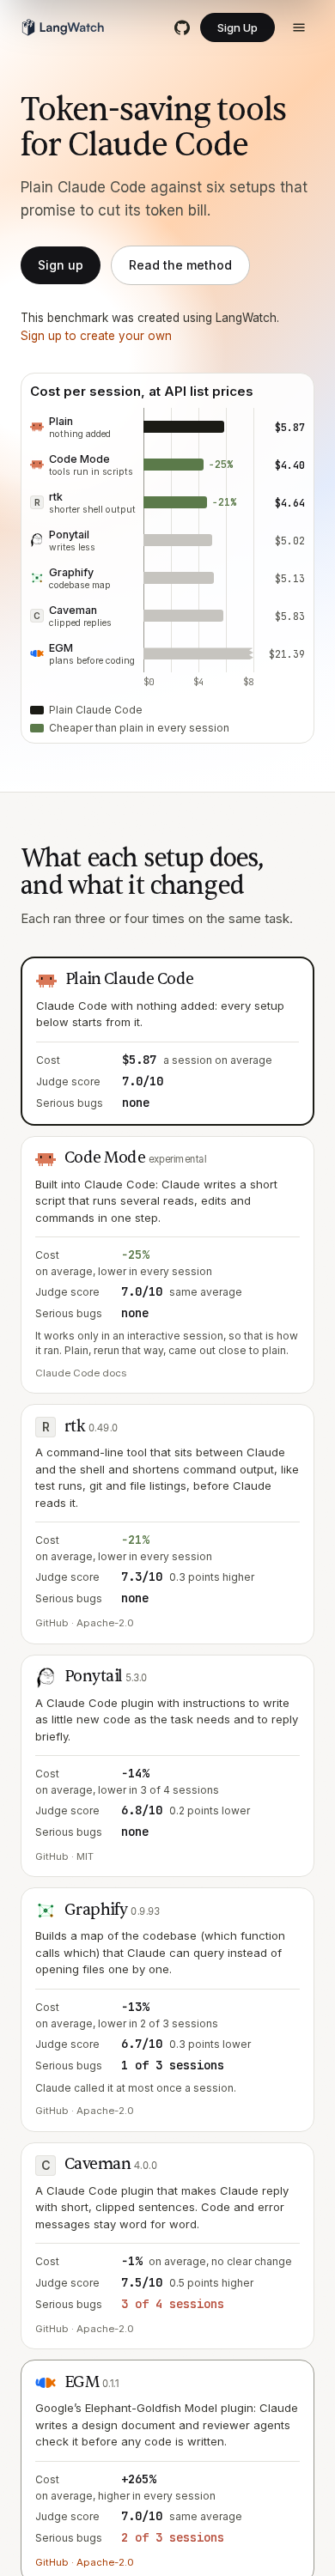 LangWatch
Sign Up
Token-saving tools
for Claude Code
Plain Claude Code against six setups that
promise to cut its token bill.
Sign up
Read the method
This benchmark was created using LangWatch.
Sign up to create your own
Cost per session, at API list prices
Plain
nothing added
$5.87
Code Mode
tools run in scripts
-25%
$4.40
R
rtk
shorter shell output
-21%
$4.64
Ponytail
writes less
$5.02
Graphify
codebase map
$5.13
C
Caveman
clipped replies
$5.83
EGM
plans before coding
$21.39
$0 $4 $8
Plain Claude Code
Cheaper than plain in every session
What each setup does,
and what it changed
Each ran three or four times on the same task.
Plain Claude Code
Claude Code with nothing added: every setup
below starts from it.
Cost $5.87 a session on average
Judge score 7.0/10
Serious bugs none
Code Mode experimental
Built into Claude Code: Claude writes a short
script that runs several reads, edits and
commands in one step.
Cost -25%
on average, lower in every session
Judge score 7.0/10 same average
Serious bugs none
It works only in an interactive session, so that is how
it ran. Plain, rerun that way, came out close to plain.
Claude Code docs
R rtk 0.49.0
A command-line tool that sits between Claude
and the shell and shortens command output, like
test runs, git and file listings, before Claude
reads it.
Cost -21%
on average, lower in every session
Judge score 7.3/10 0.3 points higher
Serious bugs none
GitHub · Apache-2.0
Ponytail 5.3.0
A Claude Code plugin with instructions to write
as little new code as the task needs and to reply
briefly.
Cost -14%
on average, lower in 3 of 4 sessions
Judge score 6.8/10 0.2 points lower
Serious bugs none
GitHub · MIT
Graphify 0.9.93
Builds a map of the codebase (which function
calls which) that Claude can query instead of
opening files one by one.
Cost -13%
on average, lower in 2 of 3 sessions
Judge score 6.7/10 0.3 points lower
Serious bugs 1 of 3 sessions
Claude called it at most once a session.
GitHub · Apache-2.0
C Caveman 4.0.0
A Claude Code plugin that makes Claude reply
with short, clipped sentences. Code and error
messages stay word for word.
Cost -1% on average, no clear change
Judge score 7.5/10 0.5 points higher
Serious bugs 3 of 4 sessions
GitHub · Apache-2.0
EGM 0.1.1
Google's Elephant-Goldfish Model plugin: Claude
writes a design document and reviewer agents
check it before any code is written.
Cost +265%
on average, higher in every session
Judge score 7.0/10 same average
Serious bugs 2 of 3 sessions
GitHub · Apache-2.0